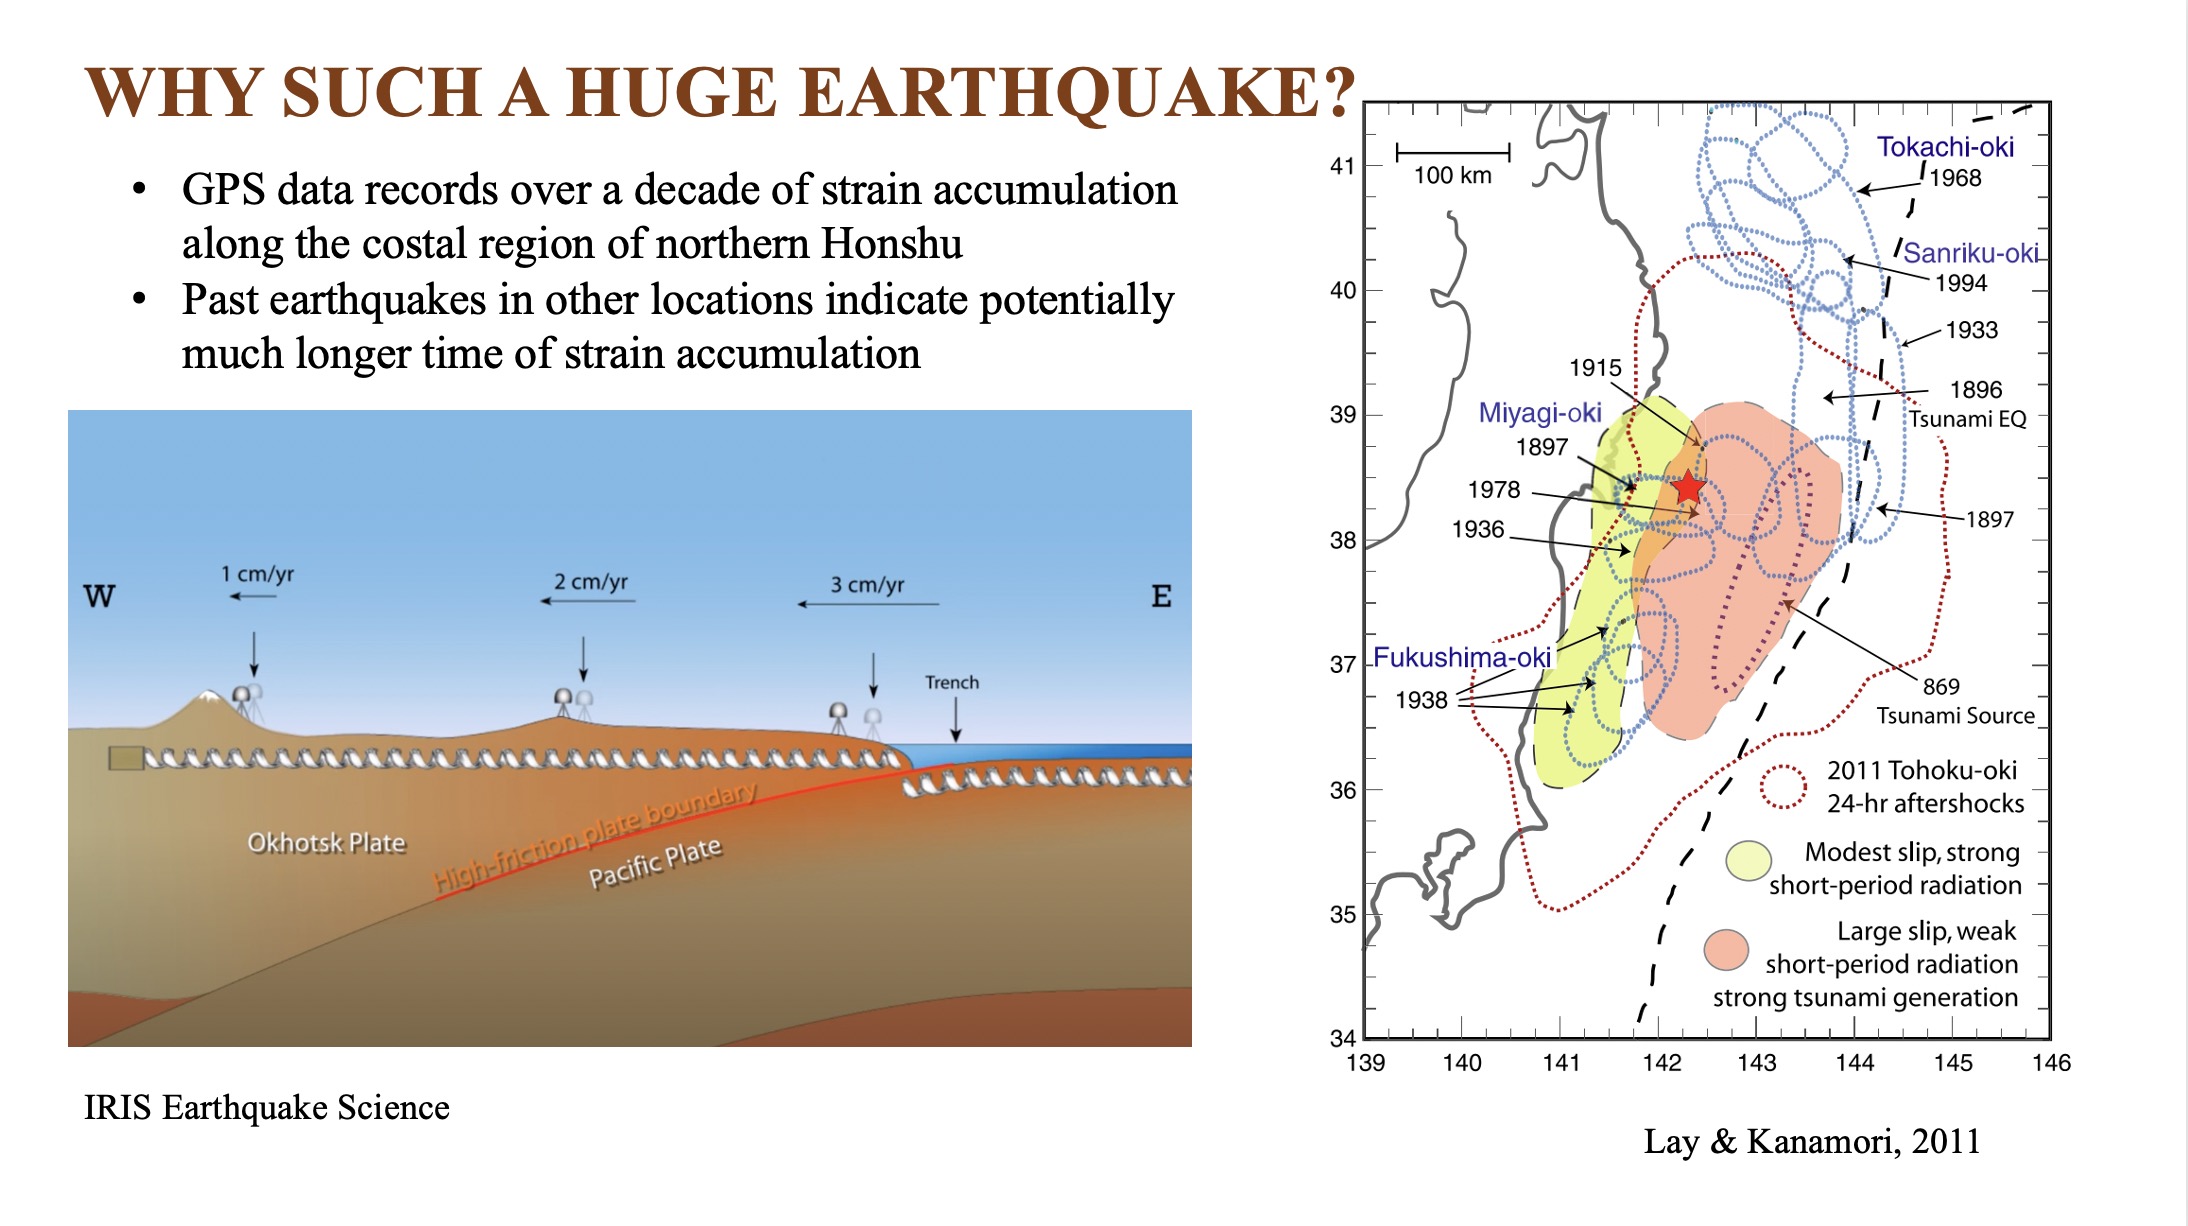 WHY SUCH A HUGE EARTHQUAKE?
• GPS data records over a decade of strain accumulation
along the costal region of northern Honshu
• Past earthquakes in other locations indicate potentially
much longer time of strain accumulation
W
1 cm/yr
2 cm/yr
3 cm/yr
E
Trench
Okhotsk Plate
High-friction plate boundary
Pacific Plate
IRIS Earthquake Science
41
40
39
38
37
36
35
34
139
140
141
142
143
144
145
146
100 km
Tokachi-oki
1968
Sanriku-oki
1994
1933
1896
Tsunami EQ
1915
Miyagi-oki
1897
1978
1936
1897
Fukushima-oki
1938
869
Tsunami Source
2011 Tohoku-oki
24-hr aftershocks
Modest slip, strong
short-period radiation
Large slip, weak
short-period radiation
strong tsunami generation
Lay & Kanamori, 2011